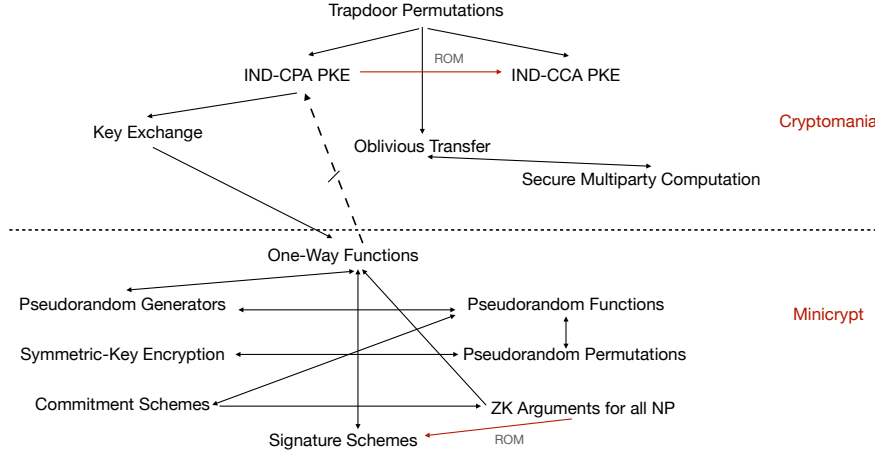 Trapdoor Permutations
ROM
IND-CPA PKE
IND-CCA PKE
Cryptomania
Key Exchange
Oblivious Transfer
Secure Multiparty Computation
One-Way Functions
Pseudorandom Generators
Pseudorandom Functions
Minicrypt
Symmetric-Key Encryption
Pseudorandom Permutations
Commitment Schemes
ZK Arguments for all NP
Signature Schemes
ROM